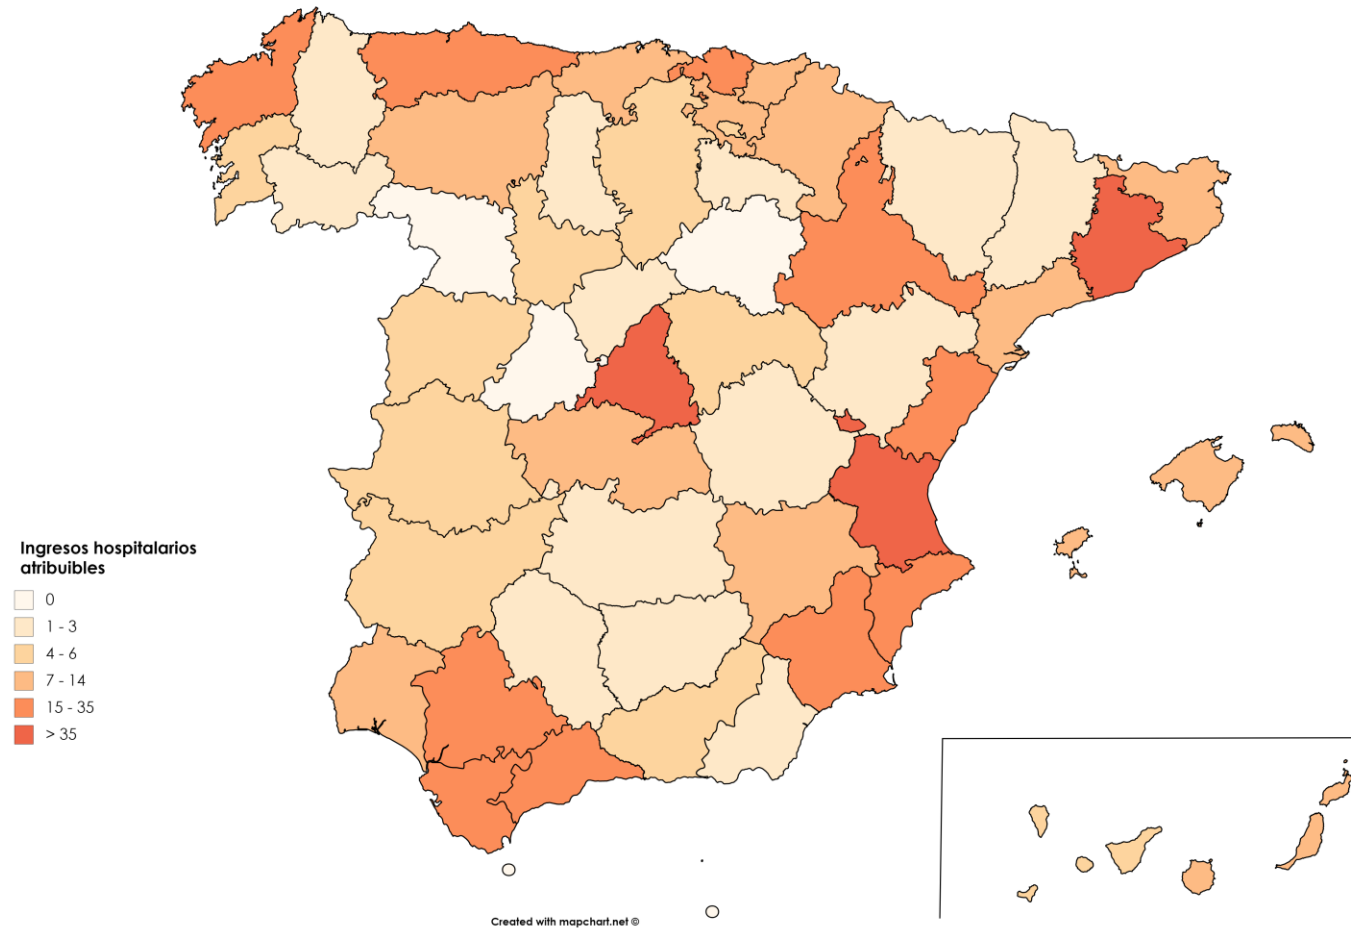 Ingresos hospitalarios
atribuibles
0
1 - 3
4 - 6
7 - 14
15 - 35
> 35
Created with mapchart.net ©